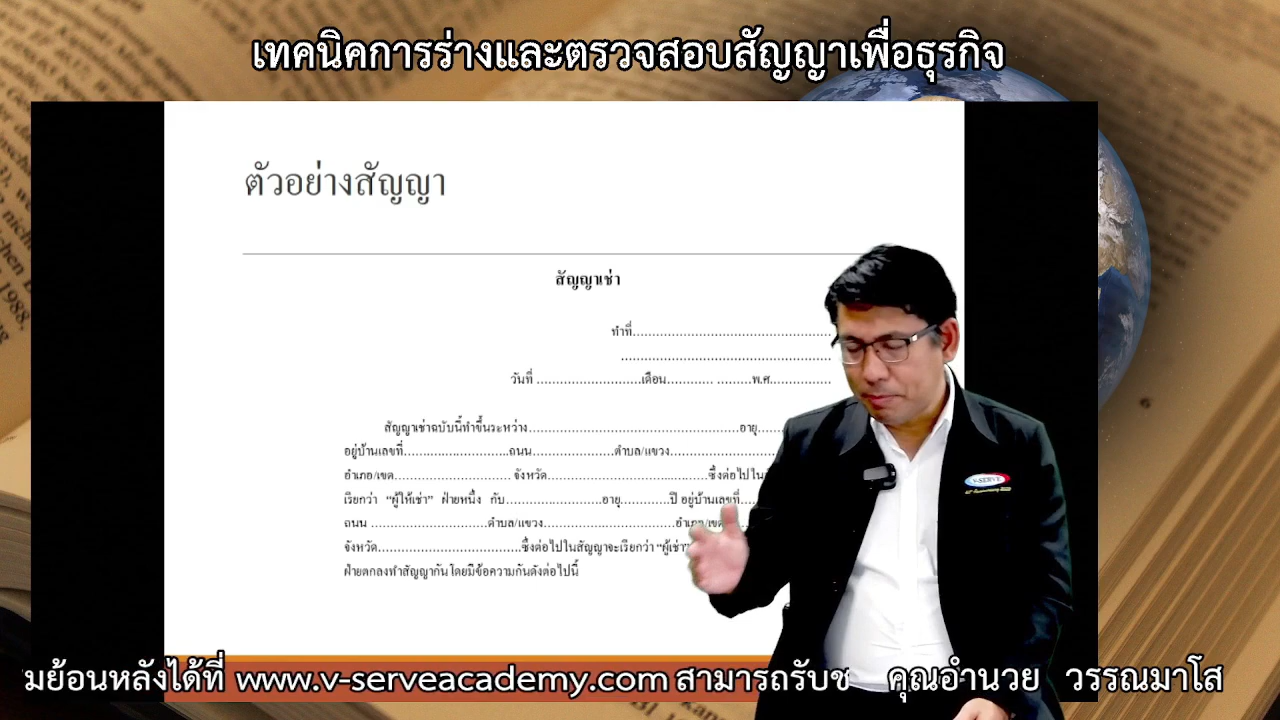 เทคนิคการร่างและตรวจสอบสัญญาเพื่อธุรกิจ
ตัวอย่างสัญญา
สัญญาเช่า
ทำที่..................................................
..................................................
วันที่ ...........................เดือน............ .........พ.ศ...............
สัญญาเช่าฉบับนี้ทำขึ้นระหว่าง......................................................อายุ......
อยู่บ้านเลขที่...........................ถนน.....................ตำบล/แขวง...........................
อำเภอ/เขต.............................. จังหวัด.........................................ซึ่งต่อไปใน
เรียกว่า “ผู้ให้เช่า” ฝ่ายหนึ่ง กับ.........................อายุ.............ปี อยู่บ้านเลขที่....
ถนน ..............................ตำบล/แขวง..................................อำเภอ/เขต
จังหวัด.....................................ซึ่งต่อไปในสัญญาจะเรียกว่า “ผู้เช่า”
ฝ่ายตกลงทำสัญญากัน โดยมีข้อความกันดังต่อไปนี้
V-SERVE
มย้อนหลังได้ที่ www.v-serveacademy.com สามารถรับช คุณอำนวย วรรณมาโส